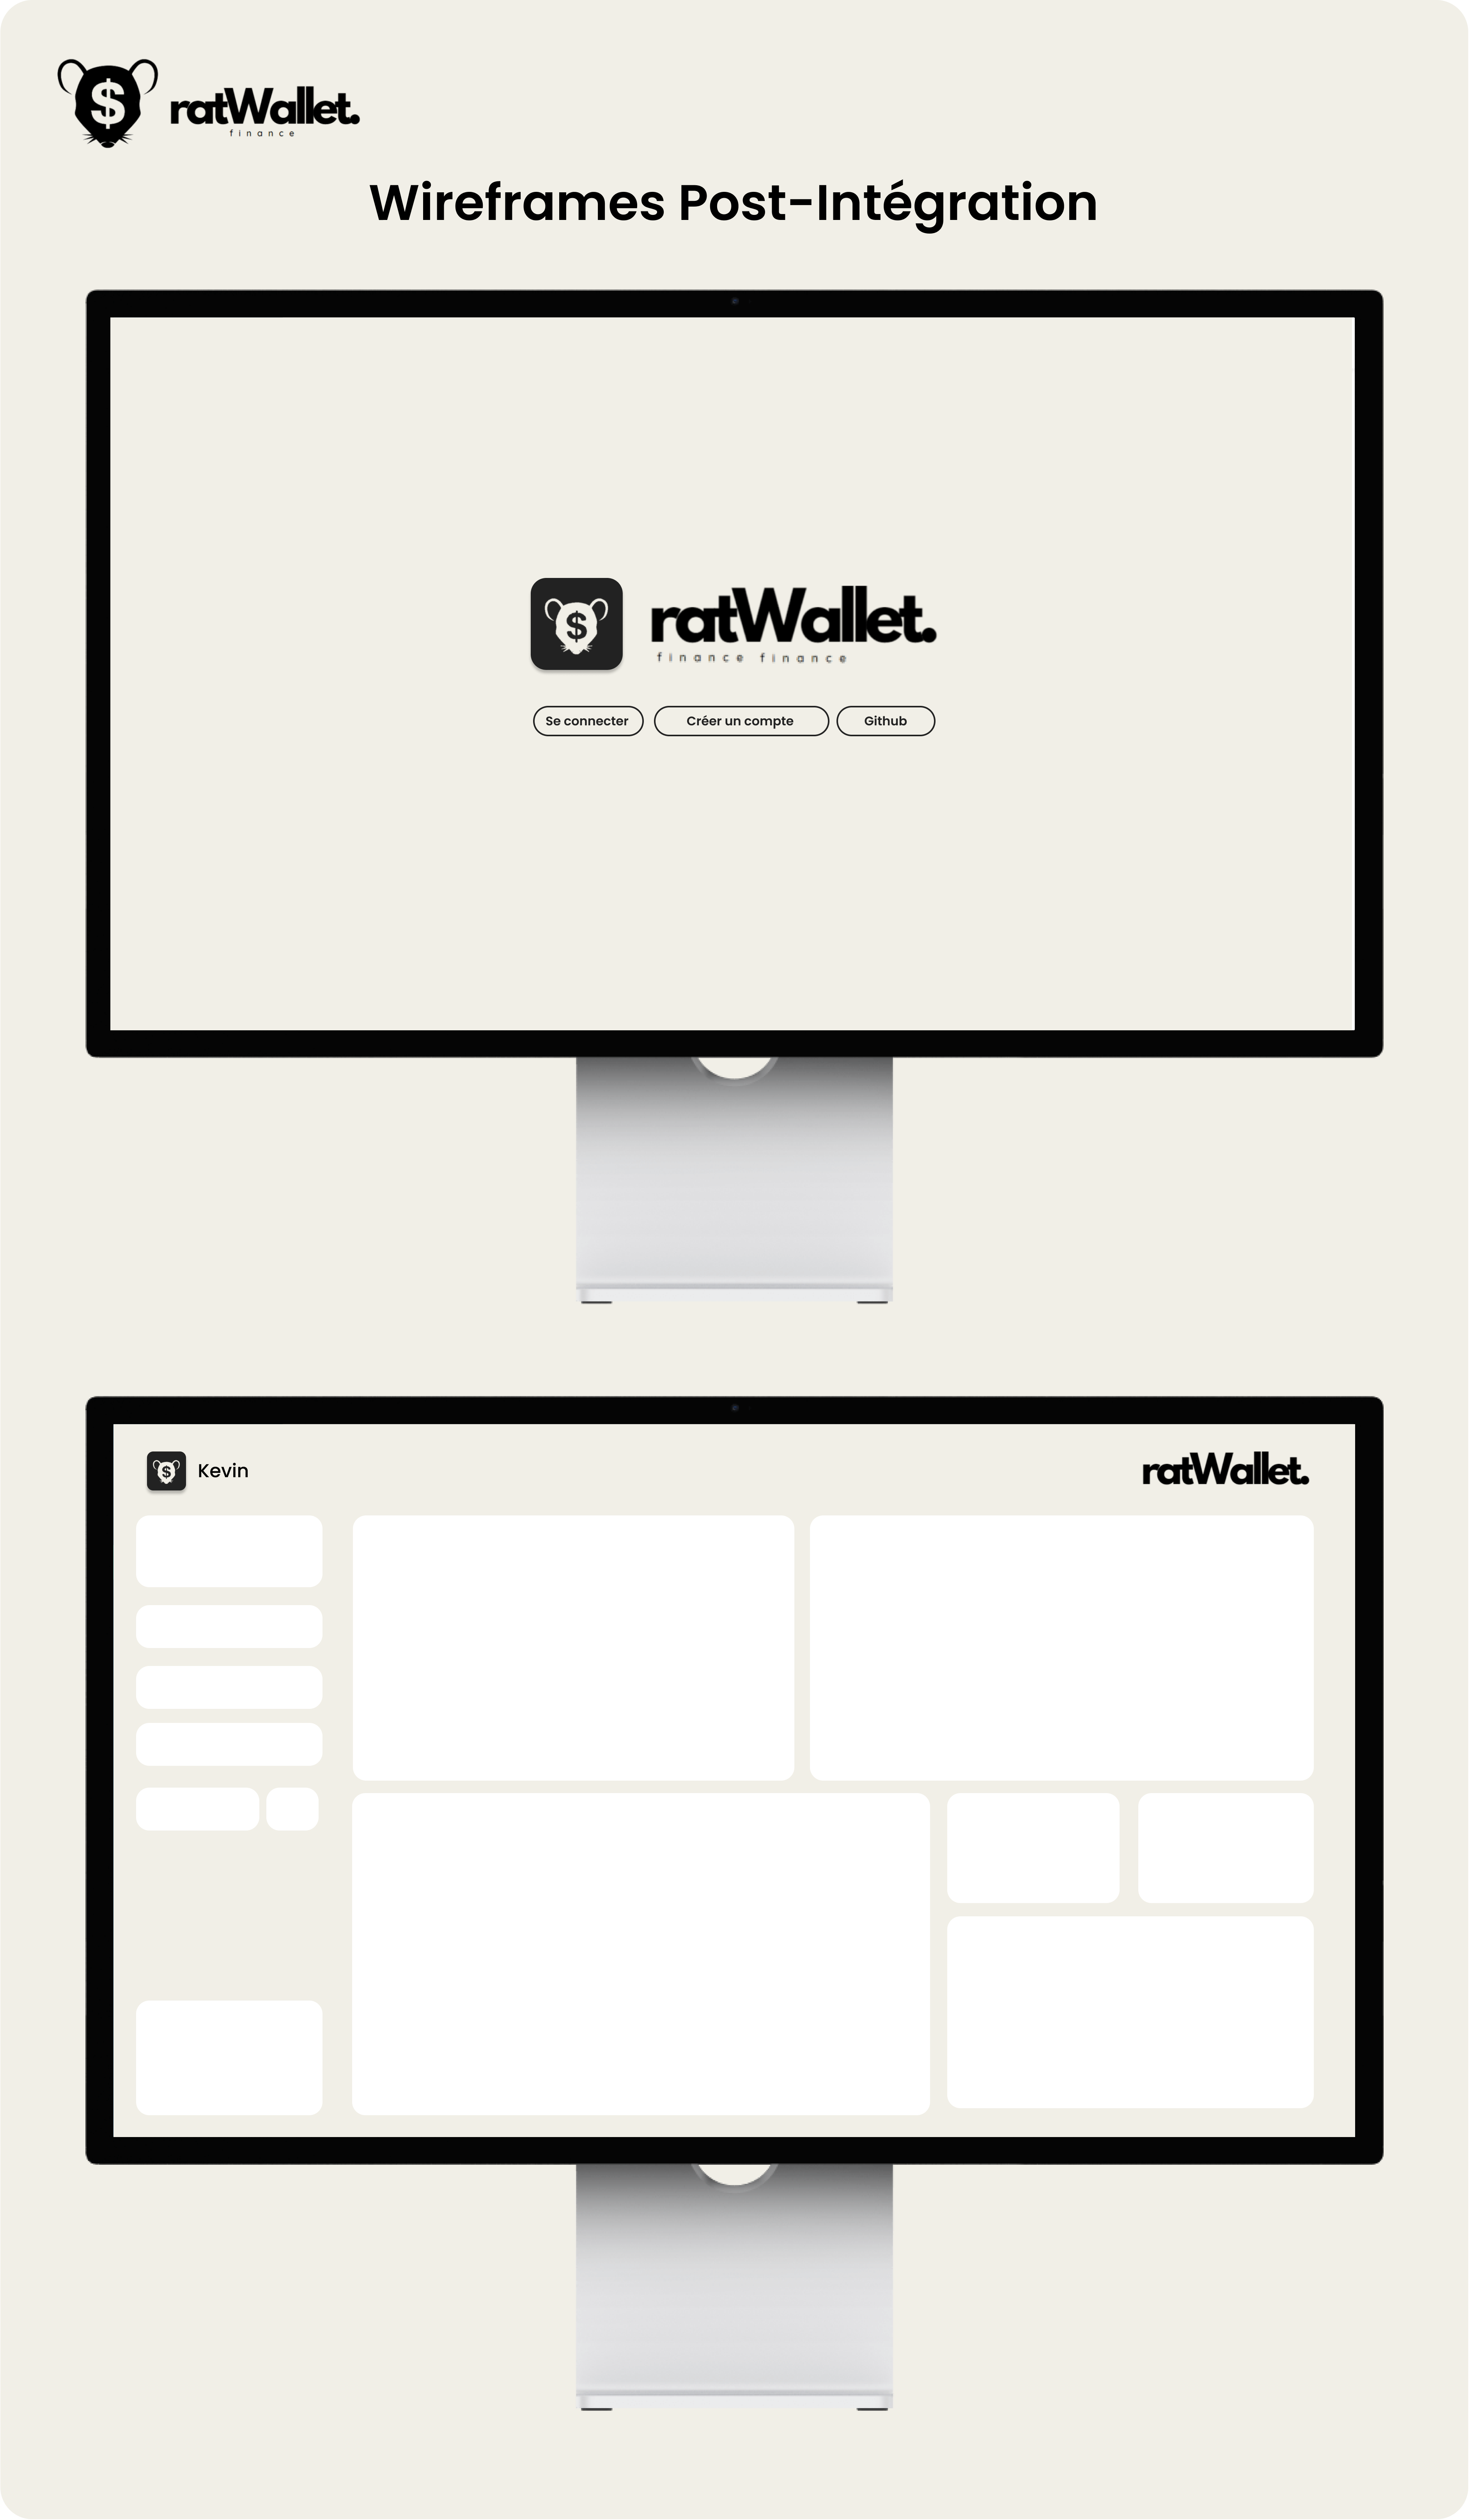 $
ratWallet.
finance
Wireframes Post-Intégration
$
ratWallet.
finance finance
Se connecter Créer un compte Github
$
Kevin
ratWallet.